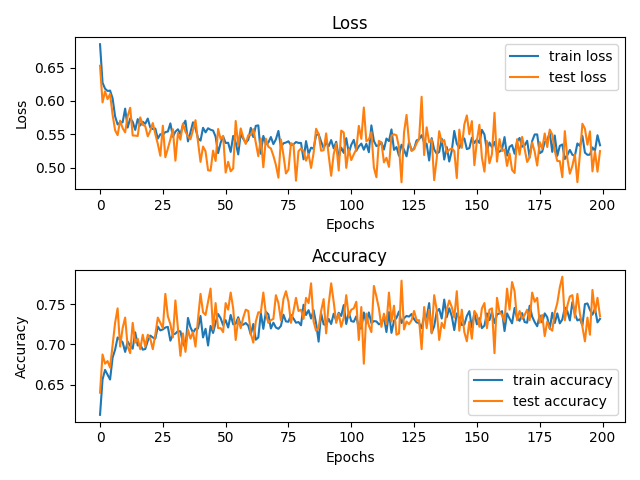 Loss
0.65
0.60
0.55
0.50
Loss
train loss
test loss
0 25 50 75 100 125 150 175 200
Epochs
Accuracy
0.75
0.70
0.65
Accuracy
train accuracy
test accuracy
0 25 50 75 100 125 150 175 200
Epochs